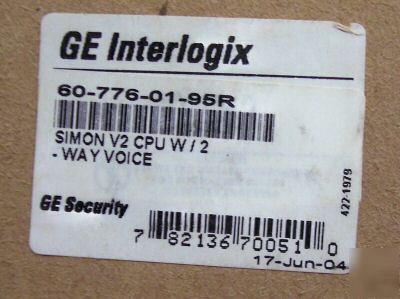 GE Interlogix
60-776-01-95R
SIMON V2 CPU W / 2
- WAY VOICE
422-1979
GE Security
7 82136 70051 0
17-Jun-04